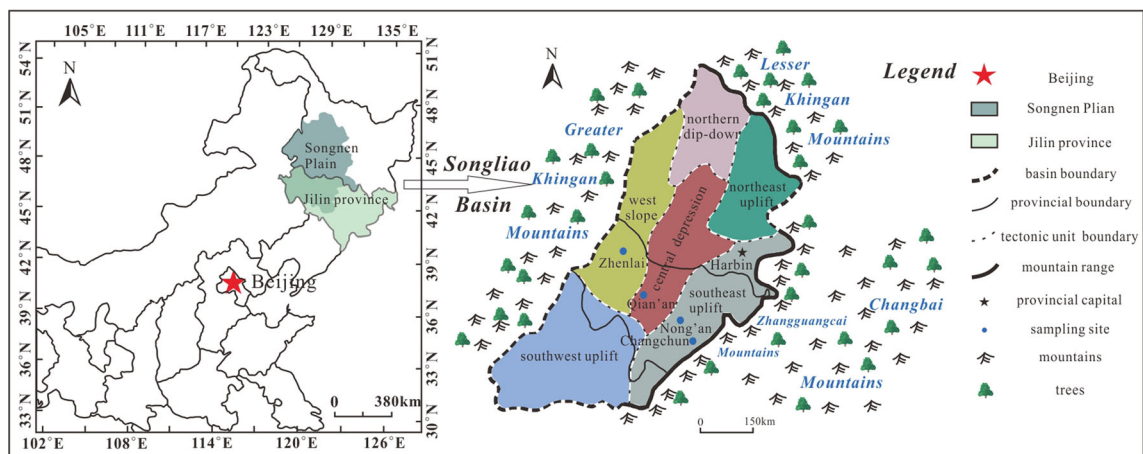 105°E 111°E 117°E 120°E 129°E 135°E
54°N
51°N
48°N
45°N
42°N
39°N
36°N
33°N
51°N
48°N
45°N
42°N
39°N
36°N
33°N
30°N
102°E 108°E 114°E 120°E 126°E
N
Songnen
Plain
Jilin province
Beijing
0 380km
Songliao
Basin
N
Greater
Khingan
Mountains
Lesser
Khingan
Mountains
northern
dip-down
northeast
uplift
west
slope
central depression
Zhenlai
Harbin
Qian'an
southeast
uplift
Nong'an
Changchun
southwest uplift
Zhangguangcai
Mountains
Changbai
Mountains
0 150km
Legend
Beijing
Songnen Plian
Jilin province
basin boundary
provincial boundary
tectonic unit boundary
mountain range
provincial capital
sampling site
mountains
trees